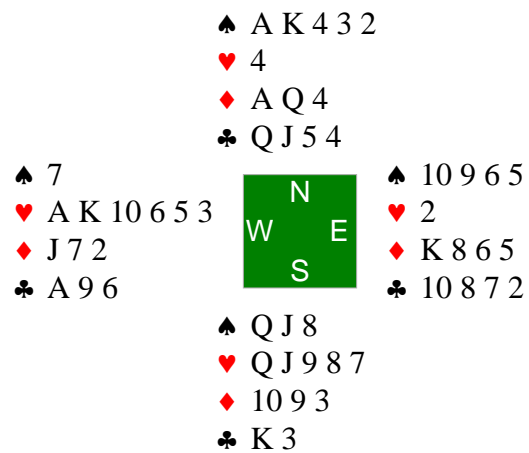 ♠ A K 4 3 2
♥ 4
♦ A Q 4
♣ Q J 5 4
♠ 7
♥ A K 10 6 5 3
♦ J 7 2
♣ A 9 6
N
W E
S
♠ 10 9 6 5
♥ 2
♦ K 8 6 5
♣ 10 8 7 2
♠ Q J 8
♥ Q J 9 8 7
♦ 10 9 3
♣ K 3